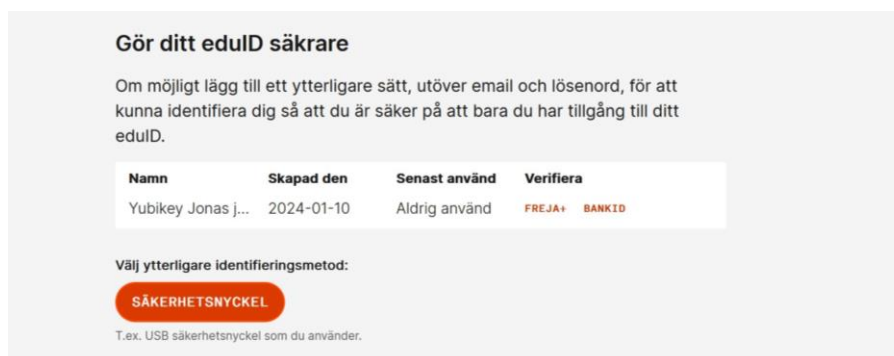 Gör ditt eduID säkrare
Om möjligt lägg till ett ytterligare sätt, utöver email och lösenord, för att
kunna identifiera dig så att du är säker på att bara du har tillgång till ditt
eduID.
Namn Skapad den Senast använd Verifiera
Yubikey Jonas j... 2024-01-10 Aldrig använd FREJA+ BANKID
Välj ytterligare identifieringsmetod:
SÄKERHETSNYCKEL
T.ex. USB säkerhetsnyckel som du använder.